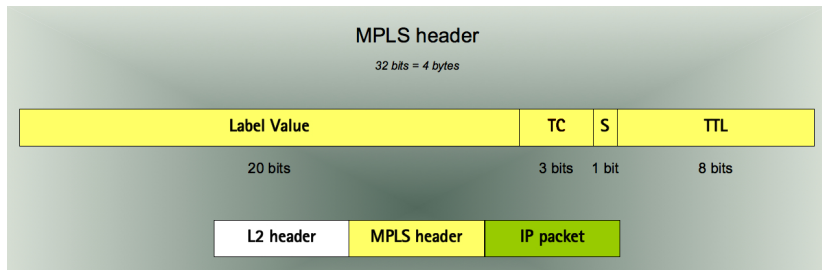 MPLS header
32 bits = 4 bytes
Label Value TC S TTL
20 bits 3 bits 1 bit 8 bits
L2 header MPLS header IP packet